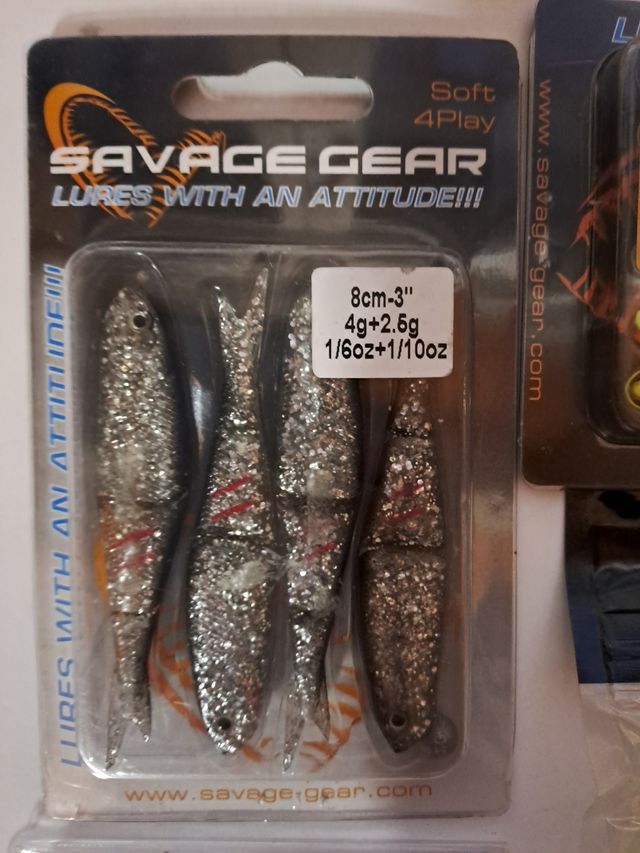 Soft
4Play
SAVAGE GEAR
LURES WITH AN ATTITUDE!!!
LURES WITH AN ATTITUDE!!!
8cm-3"
4g+2.5g
1/6oz+1/10oz
www.savage-gear.com
www.savage-gear.com